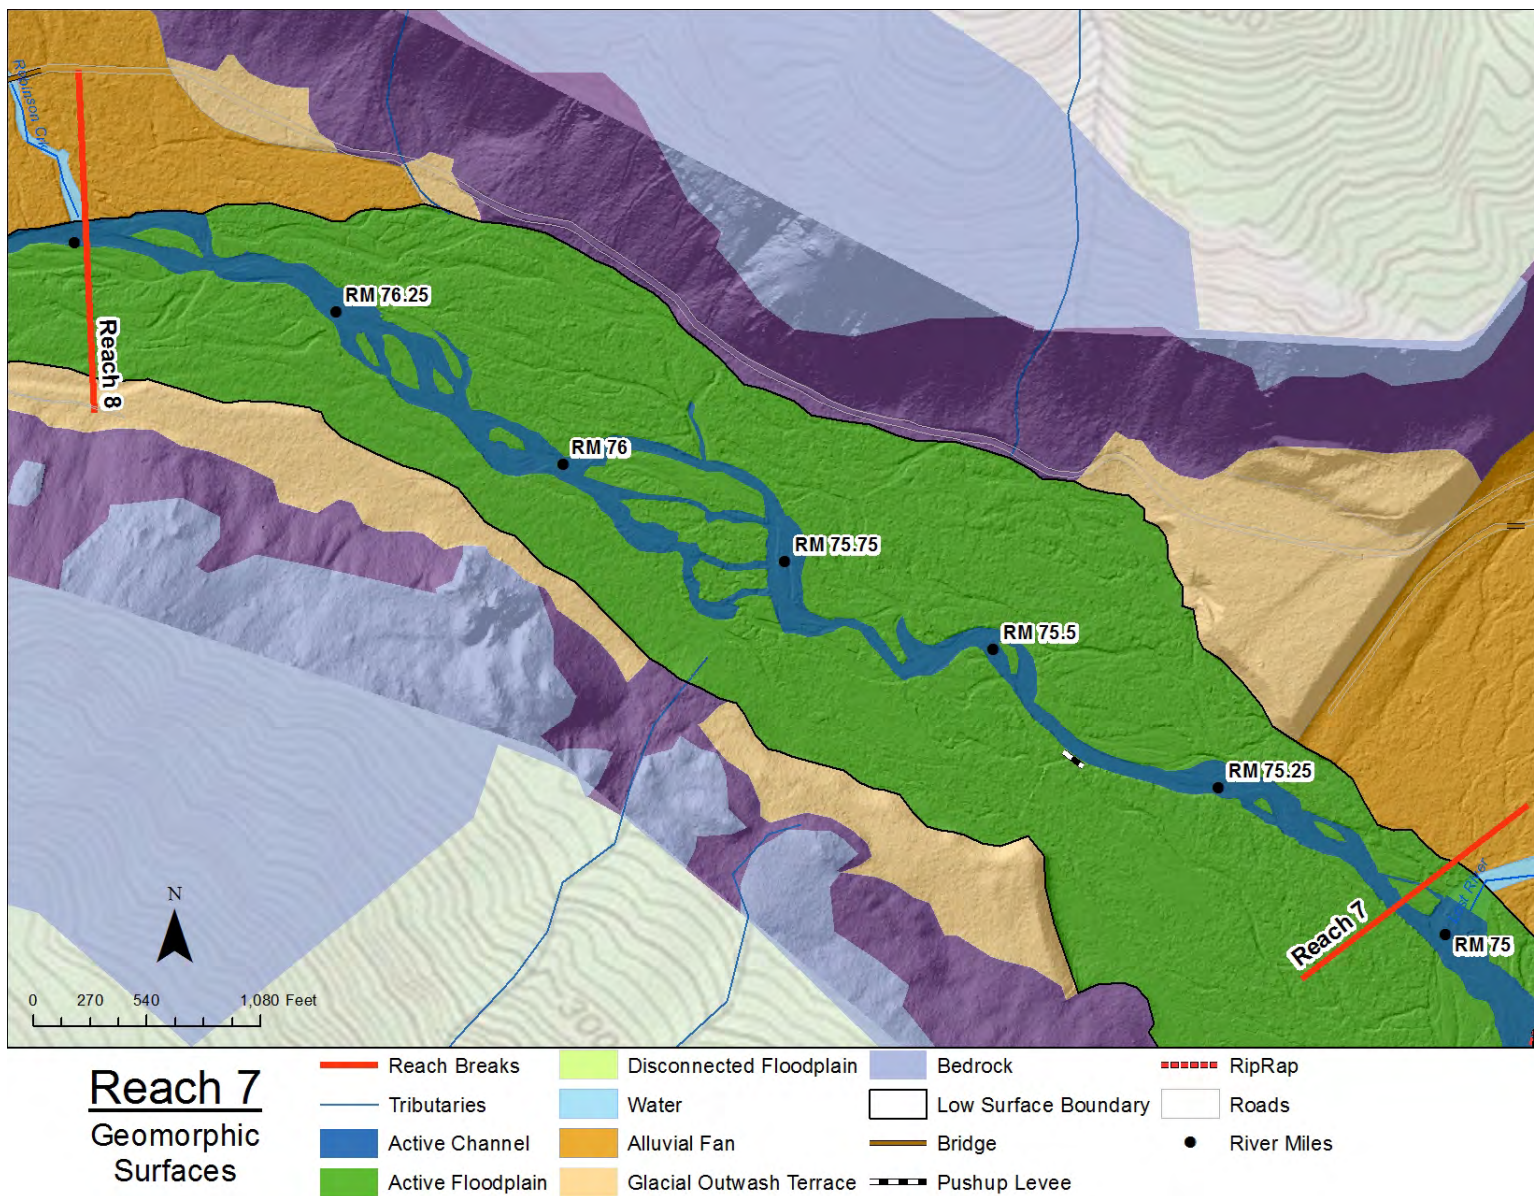 Robinson Crk
RM 76.25
Reach 8
RM 76
RM 75.75
RM 75.5
RM 75.25
Reach 7
RM 75
N
0 270 540 1,080 Feet
Reach 7
Geomorphic
Surfaces
Reach Breaks
Tributaries
Active Channel
Active Floodplain
Disconnected Floodplain
Water
Alluvial Fan
Glacial Outwash Terrace
Bedrock
Low Surface Boundary
Bridge
Pushup Levee
RipRap
Roads
River Miles